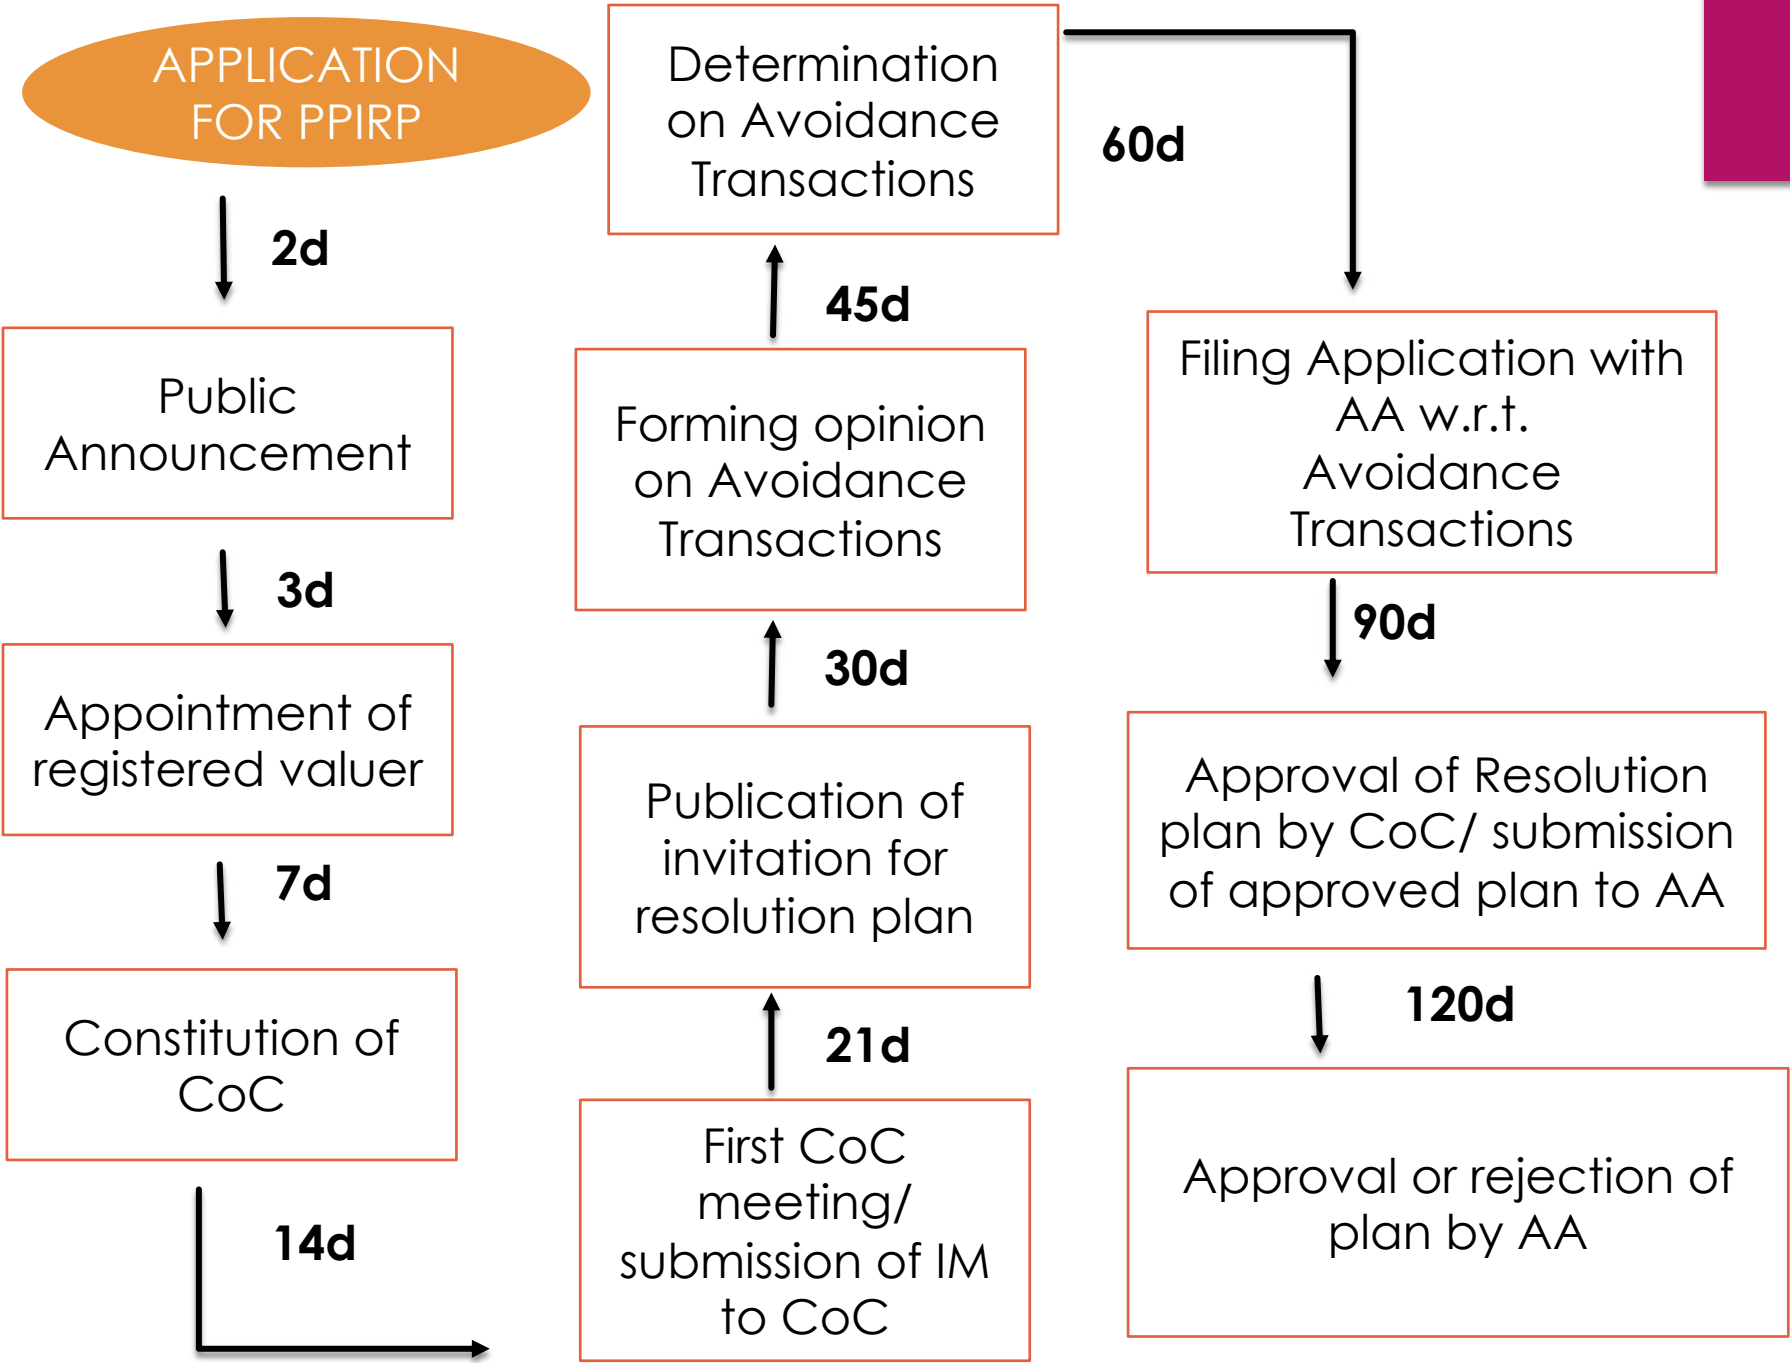 APPLICATION
FOR PPIRP
2d
Public
Announcement
3d
Appointment of
registered valuer
7d
Constitution of
CoC
14d
First CoC
meeting/
submission of IM
to CoC
21d
Publication of
invitation for
resolution plan
30d
Forming opinion
on Avoidance
Transactions
45d
Determination
on Avoidance
Transactions
60d
Filing Application with
AA w.r.t.
Avoidance
Transactions
90d
Approval of Resolution
plan by CoC/ submission
of approved plan to AA
120d
Approval or rejection of
plan by AA